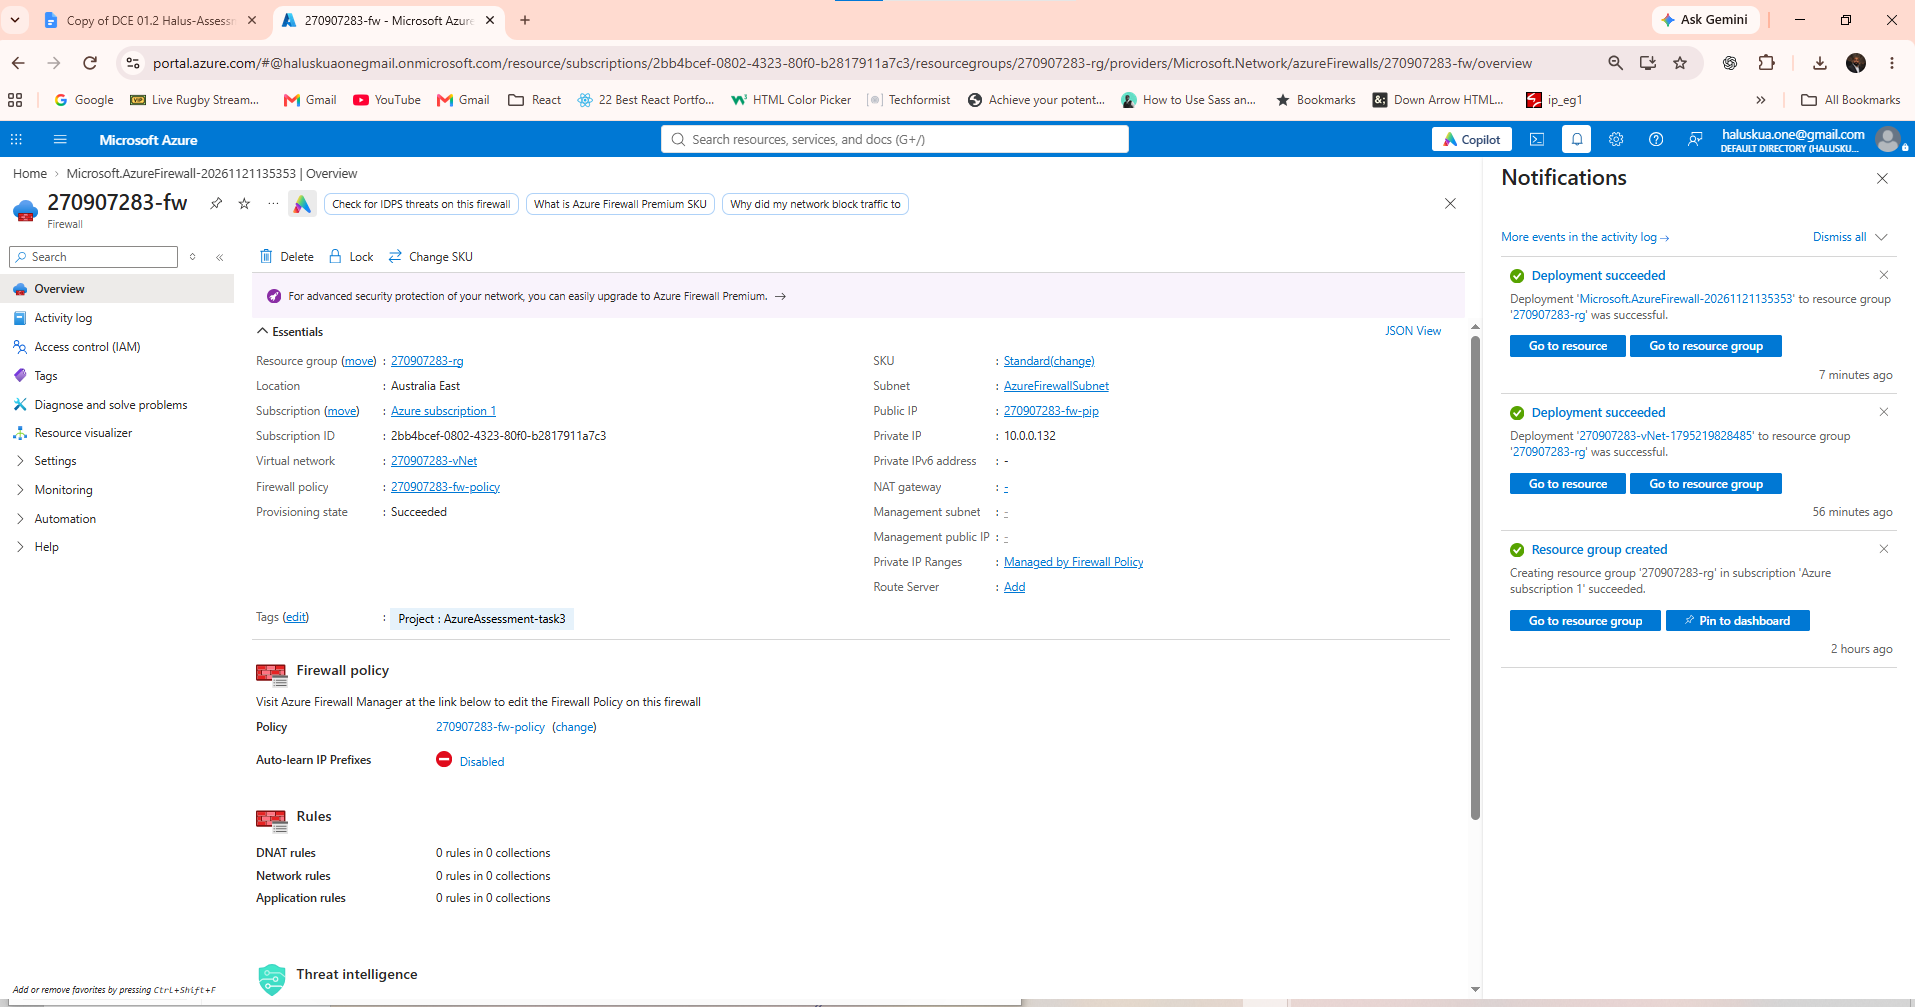 Copy of DCE 01.2 Halus-Assessm
270907283-fw - Microsoft Azure
Ask Gemini
portal.azure.com/#@haluskuaonegmail.onmicrosoft.com/resource/subscriptions/2bb4bcef-0802-4323-80f0-b2817911a7c3/resourcegroups/270907283-rg/providers/Microsoft.Network/azureFirewalls/270907283-fw/overview
Google
Live Rugby Stream...
Gmail
YouTube
Gmail
React
22 Best React Portfo...
HTML Color Picker
Techformist
Achieve your potent...
How to Use Sass an...
Bookmarks
Down Arrow HTML...
ip_eg1
All Bookmarks
Microsoft Azure
Search resources, services, and docs (G+/)
Copilot
haluskua.one@gmail.com
DEFAULT DIRECTORY (HALUSKU...
Home > Microsoft.AzureFirewall-20261121135353 | Overview
270907283-fw
Firewall
Check for IDPS threats on this firewall
What is Azure Firewall Premium SKU
Why did my network block traffic to
Search
Overview
Activity log
Access control (IAM)
Tags
Diagnose and solve problems
Resource visualizer
Settings
Monitoring
Automation
Help
Add or remove favorites by pressing Ctrl+Shift+F
Delete
Lock
Change SKU
For advanced security protection of your network, you can easily upgrade to Azure Firewall Premium. →
Essentials
JSON View
Resource group (move) : 270907283-rg
Location : Australia East
Subscription (move) : Azure subscription 1
Subscription ID : 2bb4bcef-0802-4323-80f0-b2817911a7c3
Virtual network : 270907283-vNet
Firewall policy : 270907283-fw-policy
Provisioning state : Succeeded
SKU : Standard(change)
Subnet : AzureFirewallSubnet
Public IP : 270907283-fw-pip
Private IP : 10.0.0.132
Private IPv6 address : -
NAT gateway : -
Management subnet : -
Management public IP : -
Private IP Ranges : Managed by Firewall Policy
Route Server : Add
Tags (edit) : Project : AzureAssessment-task3
Firewall policy
Visit Azure Firewall Manager at the link below to edit the Firewall Policy on this firewall
Policy 270907283-fw-policy (change)
Auto-learn IP Prefixes Disabled
Rules
DNAT rules 0 rules in 0 collections
Network rules 0 rules in 0 collections
Application rules 0 rules in 0 collections
Threat intelligence
Notifications
More events in the activity log →
Dismiss all
Deployment succeeded
Deployment 'Microsoft.AzureFirewall-20261121135353' to resource group
'270907283-rg' was successful.
Go to resource
Go to resource group
7 minutes ago
Deployment succeeded
Deployment '270907283-vNet-1795219828485' to resource group
'270907283-rg' was successful.
Go to resource
Go to resource group
56 minutes ago
Resource group created
Creating resource group '270907283-rg' in subscription 'Azure
subscription 1' succeeded.
Go to resource group
Pin to dashboard
2 hours ago